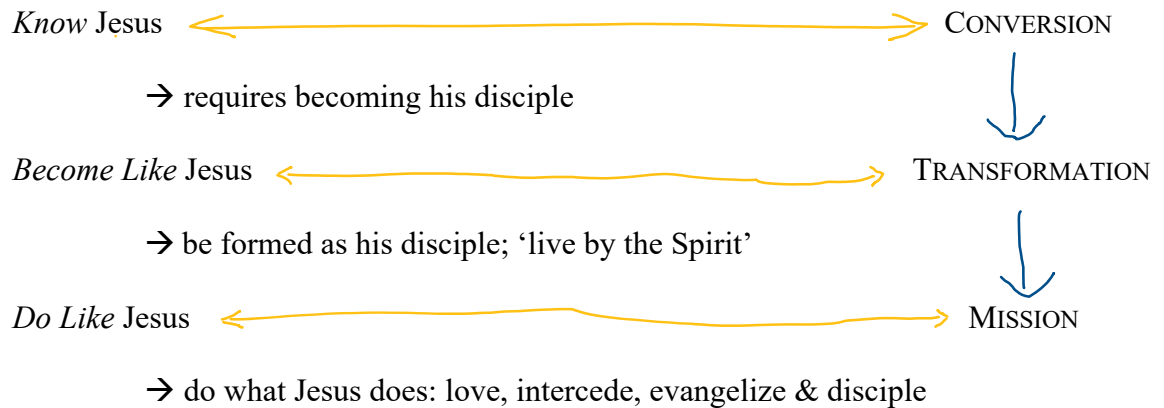 Know Jesus CONVERSION
→ requires becoming his disciple
Become Like Jesus TRANSFORMATION
→ be formed as his disciple; ‘live by the Spirit’
Do Like Jesus MISSION
→ do what Jesus does: love, intercede, evangelize & disciple